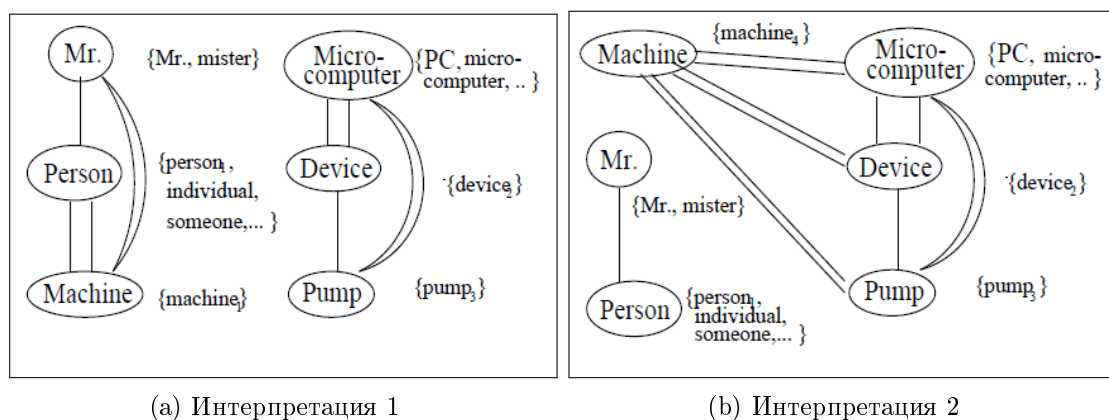 Mr.
{Mr., mister}
Person
{person₁,
individual,
someone,... }
Machine
{machine₁}
Micro-
computer
{PC, micro-
computer, .. }
Device
{device₂}
Pump
{pump₃}
(a) Интерпретация 1
Machine
{machine₄}
Micro-
computer
{PC, micro-
computer, .. }
Mr.
{Mr., mister}
Device
{device₂}
Person
{person₁,
individual,
someone,... }
Pump
{pump₃}
(b) Интерпретация 2